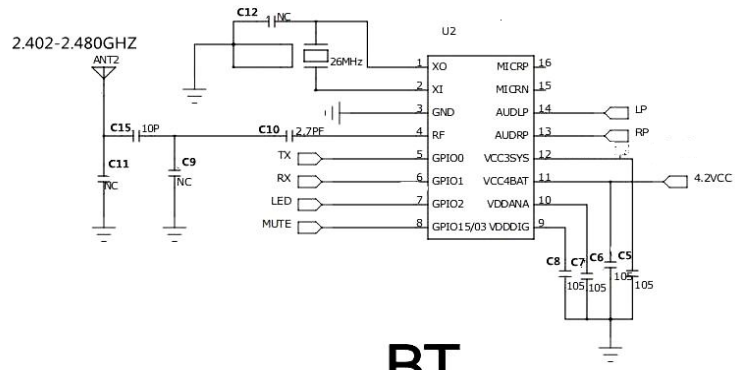 C12 NC
U2
2.402-2.480GHZ
ANT2
26MHz
1 XO MICRP 16
2 XI MICRN 15
3 GND AUDLP 14 LP
C15 10P C10 2.7PF 4 RF AUDRP 13 RP
TX 5 GPIO0 VCC3SYS 12
C11 NC C9 NC
RX 6 GPIO1 VCC4BAT 11 4.2VCC
LED 7 GPIO2 VDDANA 10
MUTE 8 GPIO15/03 VDDDIG 9
C8 C7 C6 C5
105 105 105 105
BT